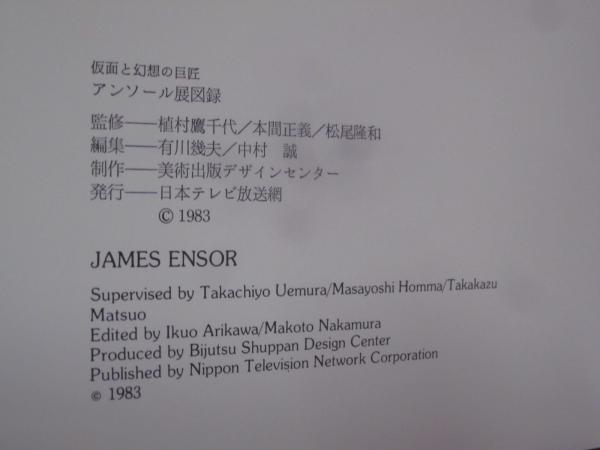 仮面と幻想の巨匠
アンソール展図録
監修──植村鷹千代／本間正義／松尾隆和
編集──有川幾夫／中村　誠
制作──美術出版デザインセンター
発行──日本テレビ放送網
© 1983
JAMES ENSOR
Supervised by Takachiyo Uemura/Masayoshi Homma/Takakazu
Matsuo
Edited by Ikuo Arikawa/Makoto Nakamura
Produced by Bijutsu Shuppan Design Center
Published by Nippon Television Network Corporation
© 1983